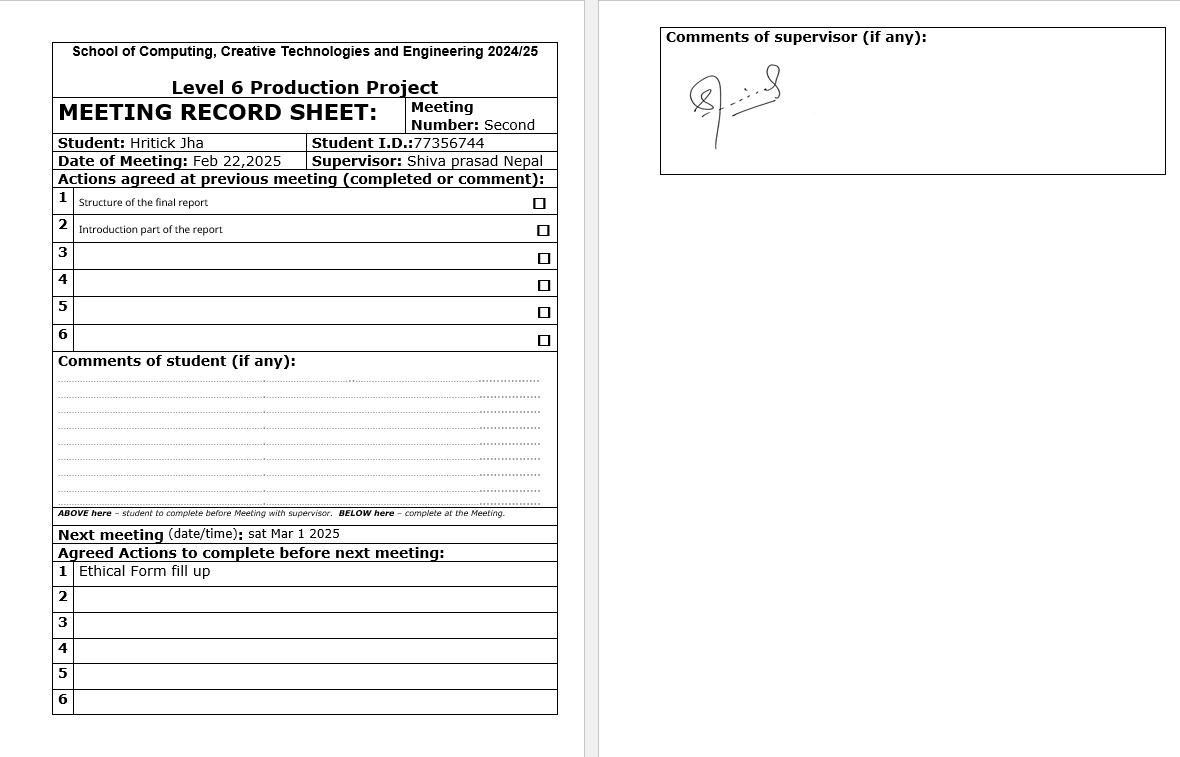 School of Computing, Creative Technologies and Engineering 2024/25
Level 6 Production Project
MEETING RECORD SHEET:
Meeting
Number: Second
Student: Hritick Jha
Student I.D.:77356744
Date of Meeting: Feb 22,2025
Supervisor: Shiva prasad Nepal
Actions agreed at previous meeting (completed or comment):
1 Structure of the final report
2 Introduction part of the report
3
4
5
6
Comments of student (if any):
ABOVE here – student to complete before Meeting with supervisor. BELOW here – complete at the Meeting.
Next meeting (date/time): sat Mar 1 2025
Agreed Actions to complete before next meeting:
1 Ethical Form fill up
2
3
4
5
6
Comments of supervisor (if any):